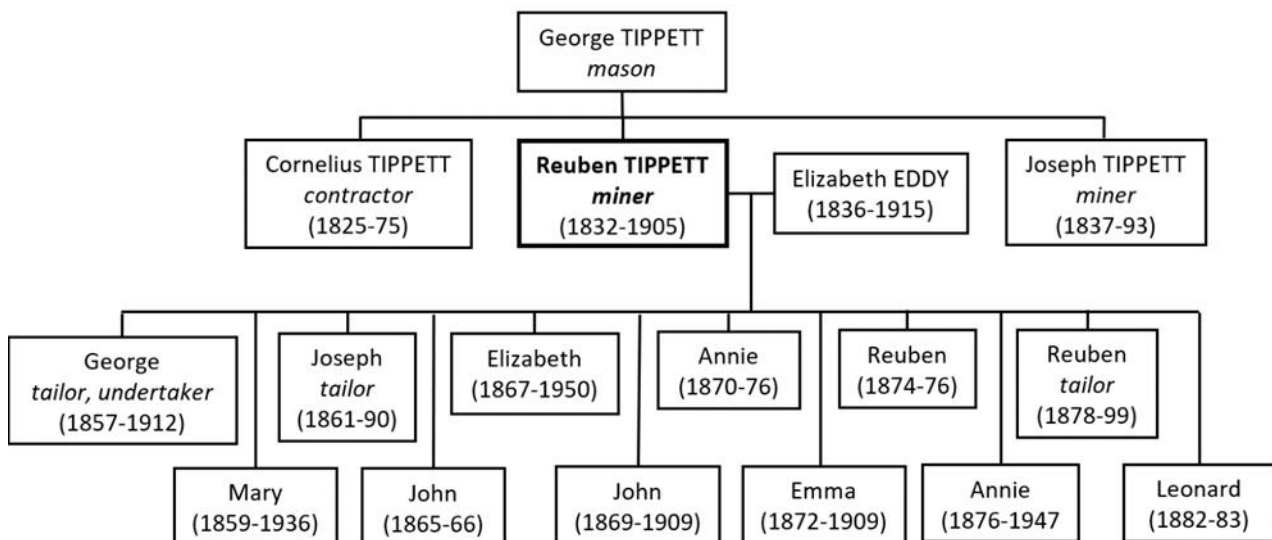 George TIPPETT
mason
Cornelius TIPPETT
contractor
(1825-75)
Reuben TIPPETT
miner
(1832-1905)
Elizabeth EDDY
(1836-1915)
Joseph TIPPETT
miner
(1837-93)
George
tailor, undertaker
(1857-1912)
Joseph
tailor
(1861-90)
Elizabeth
(1867-1950)
Annie
(1870-76)
Reuben
(1874-76)
Reuben
tailor
(1878-99)
Mary
(1859-1936)
John
(1865-66)
John
(1869-1909)
Emma
(1872-1909)
Annie
(1876-1947
Leonard
(1882-83)